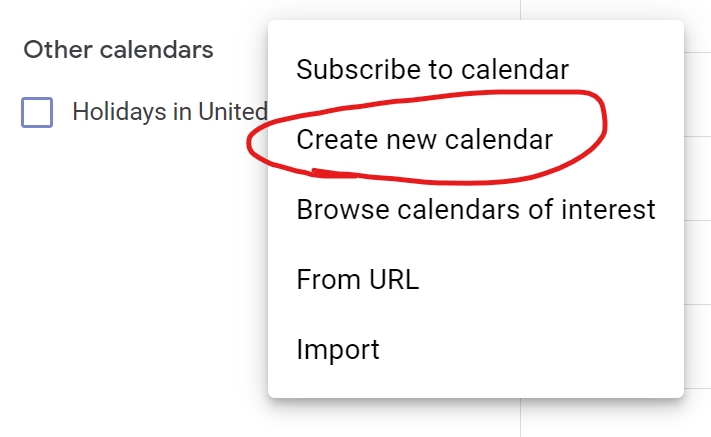 Other calendars
Holidays in United
Subscribe to calendar
Create new calendar
Browse calendars of interest
From URL
Import